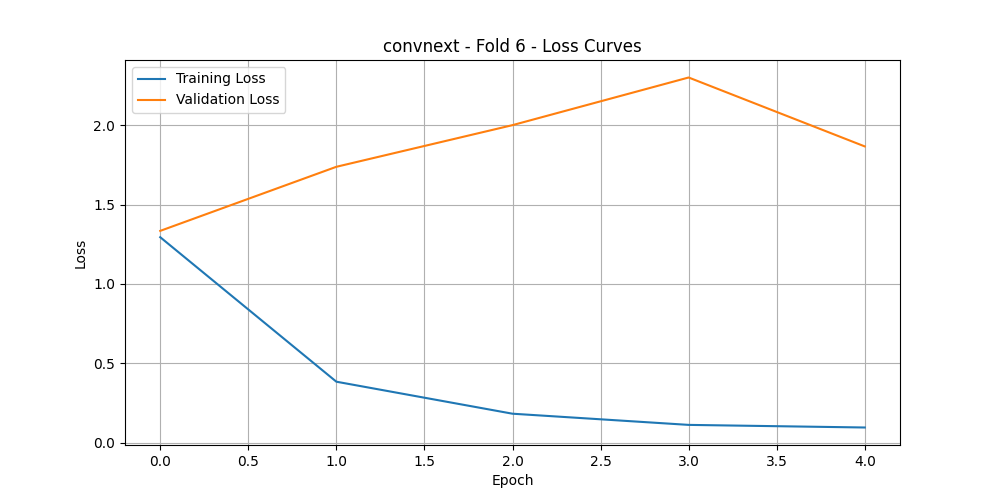 convnext - Fold 6 - Loss Curves
Training Loss
Validation Loss
2.0
1.5
1.0
0.5
0.0
Loss
0.0 0.5 1.0 1.5 2.0 2.5 3.0 3.5 4.0
Epoch